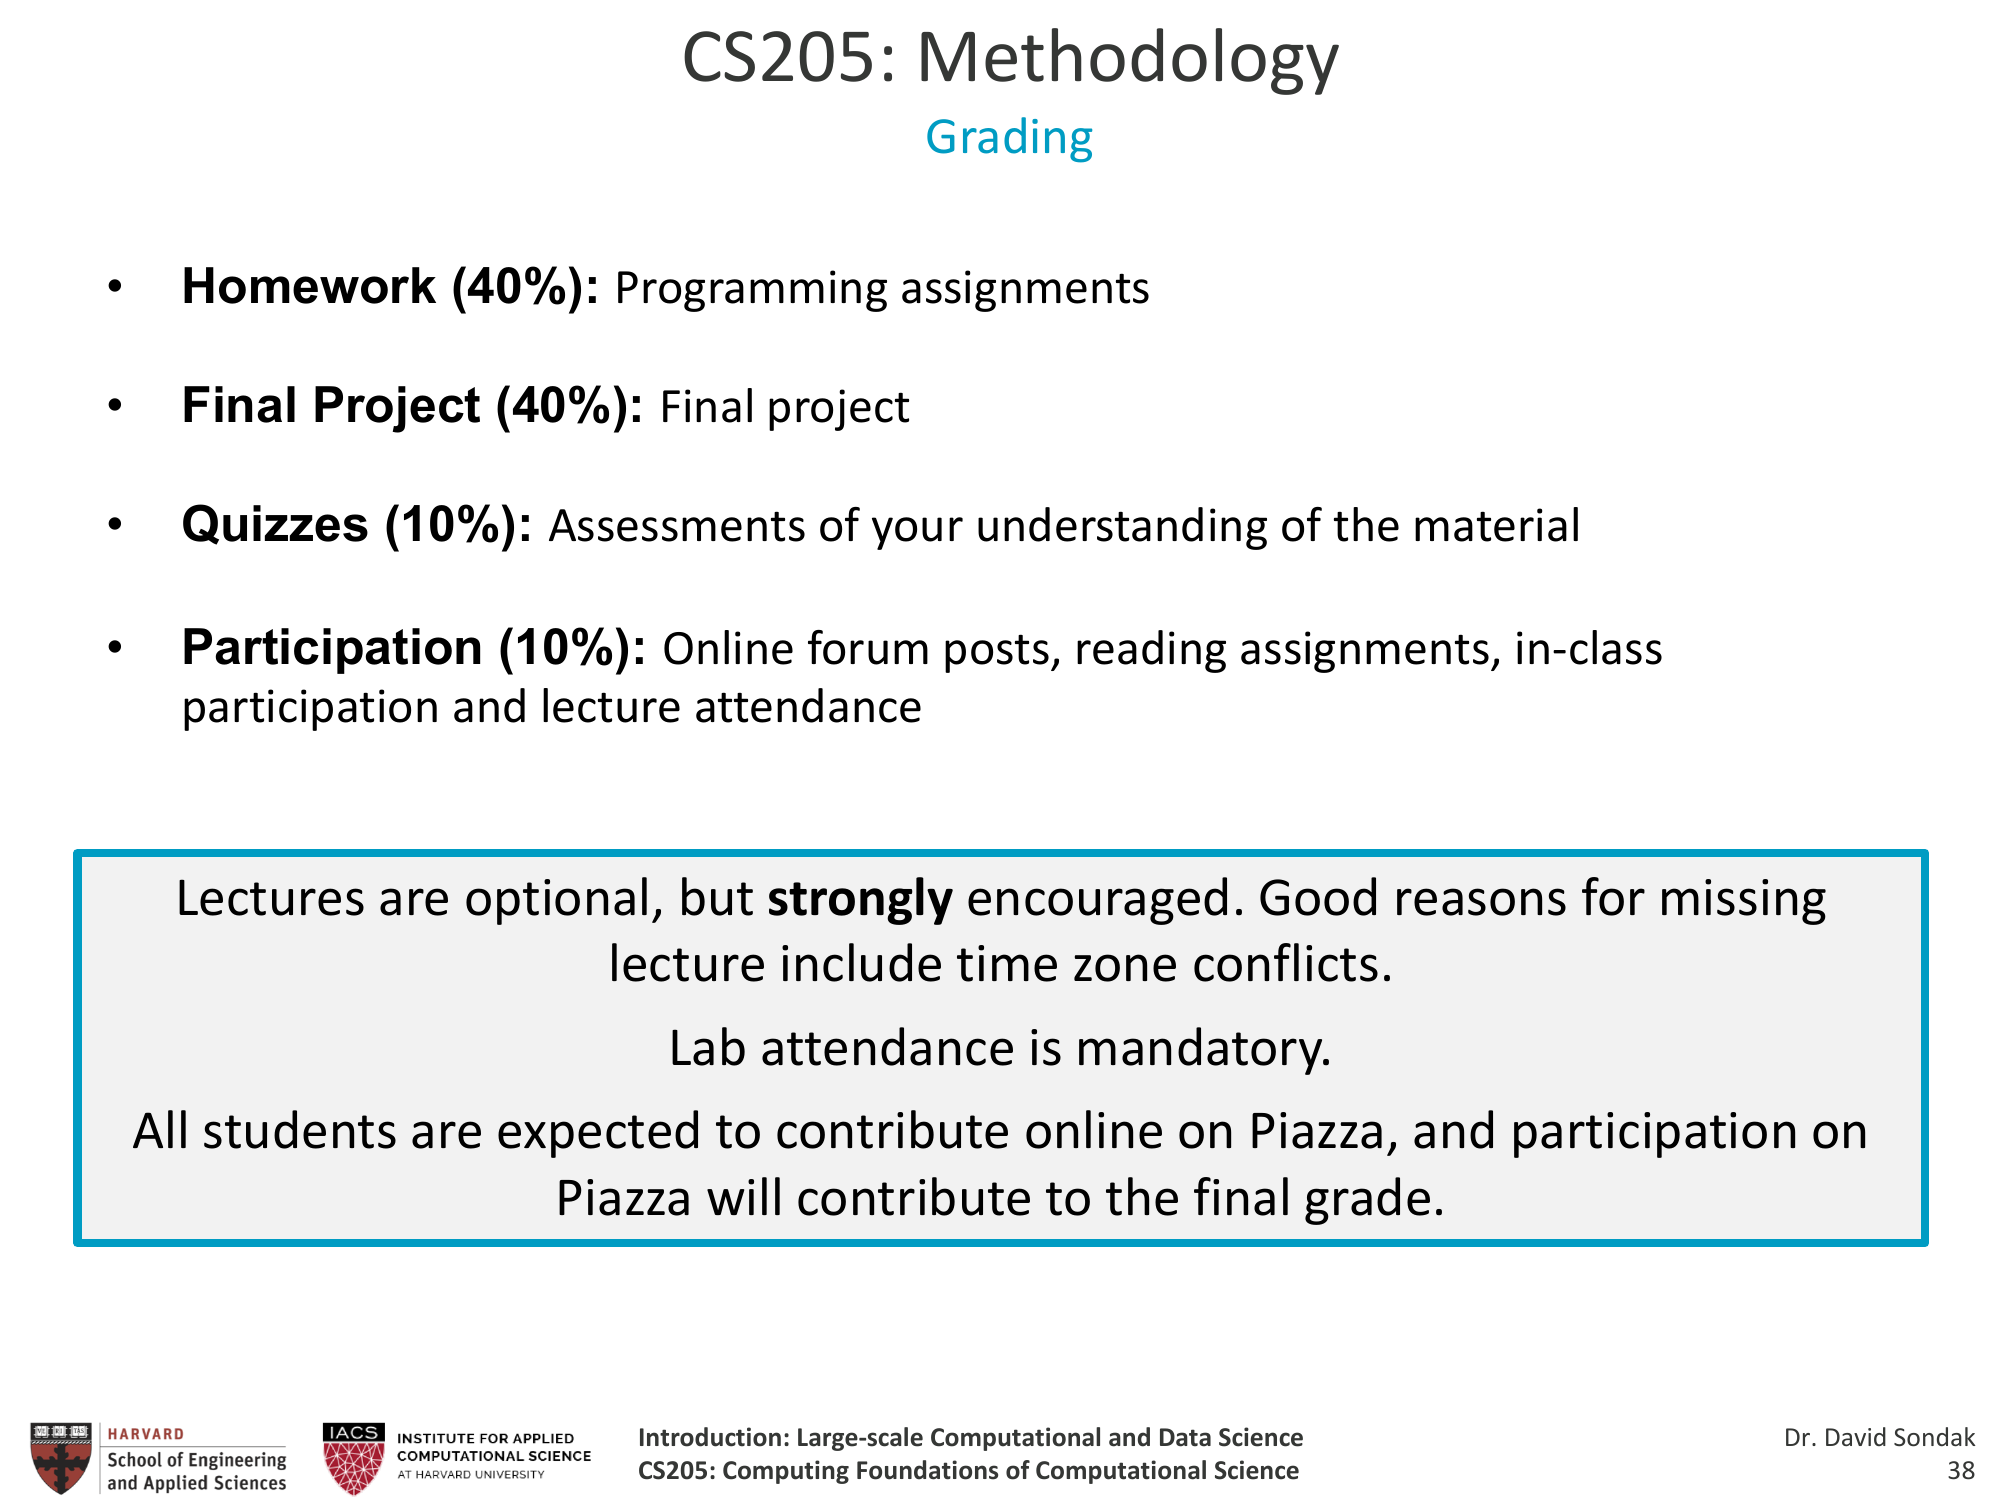 CS205: Methodology
Grading
• Homework (40%): Programming assignments
• Final Project (40%): Final project
• Quizzes (10%): Assessments of your understanding of the material
• Participation (10%): Online forum posts, reading assignments, in-class
participation and lecture attendance
Lectures are optional, but strongly encouraged. Good reasons for missing
lecture include time zone conflicts.
Lab attendance is mandatory.
All students are expected to contribute online on Piazza, and participation on
Piazza will contribute to the final grade.
HARVARD
School of Engineering
and Applied Sciences
IACS
INSTITUTE FOR APPLIED
COMPUTATIONAL SCIENCE
AT HARVARD UNIVERSITY
Introduction: Large-scale Computational and Data Science
CS205: Computing Foundations of Computational Science
Dr. David Sondak
38